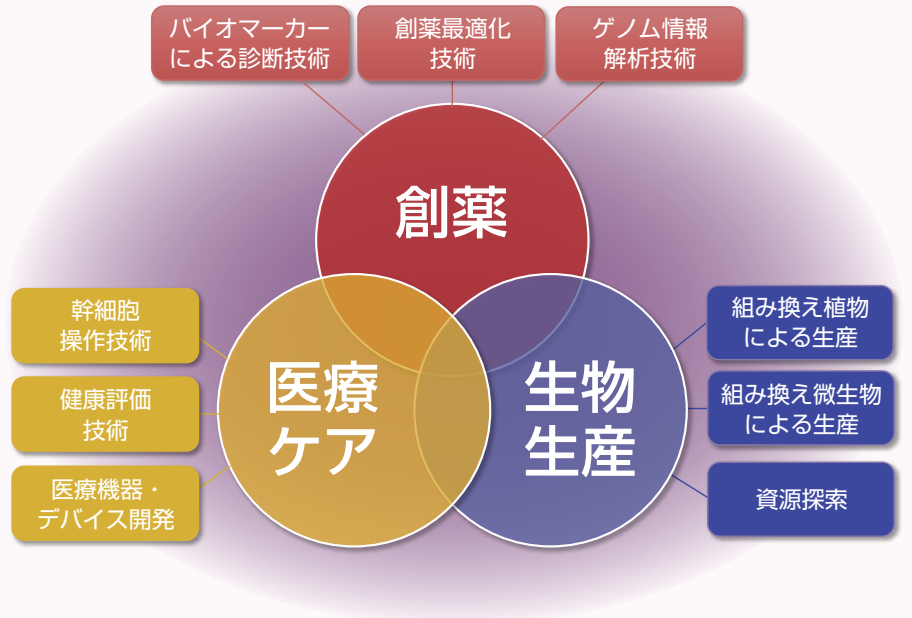 バイオマーカー
による診断技術
創薬最適化
技術
ゲノム情報
解析技術
創薬
幹細胞
操作技術
健康評価
技術
医療機器・
デバイス開発
医療
ケア
生物
生産
組み換え植物
による生産
組み換え微生物
による生産
資源探索